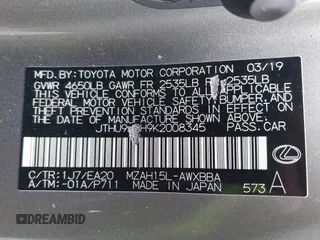 MFD. BY: TOYOTA MOTOR CORPORATION 03/19
GVWR 4650LB GAWR FR 2535LB RR 2535LB
THIS VEHICLE CONFORMS TO ALL APPLICABLE
FEDERAL MOTOR VEHICLE SAFETY, BUMPER, AND
THEFT PREVENTION STANDARDS IN EFFECT ON THE
DATE OF MANUFACTURE SHOWN ABOVE.
PASS.CAR
C/TR:1J7/EA20 MZAH15L-AWXBBA
A/TM:-01A/P711 MADE IN JAPAN 573 A
DREAMBID